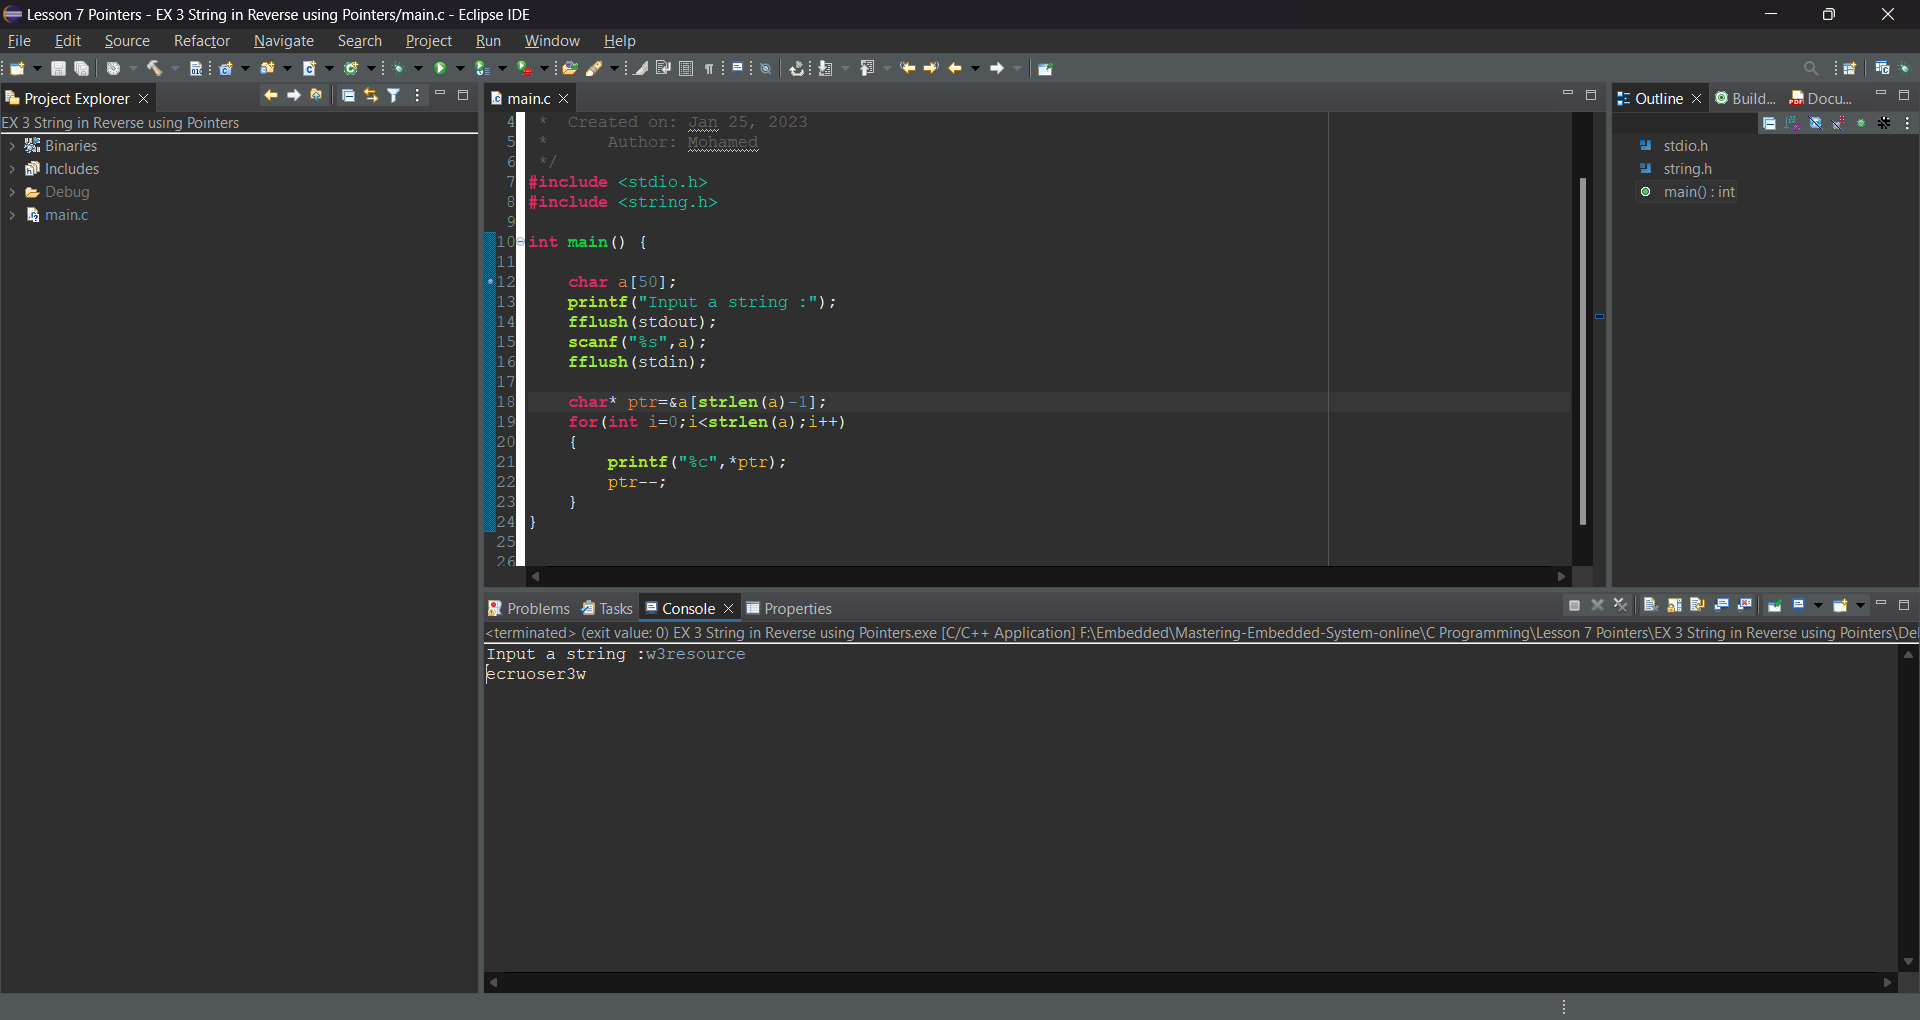 Lesson 7 Pointers - EX 3 String in Reverse using Pointers/main.c - Eclipse IDE
File Edit Source Refactor Navigate Search Project Run Window Help
Project Explorer
EX 3 String in Reverse using Pointers
Binaries
Includes
Debug
main.c
main.c
4 * Created on: Jan 25, 2023
5 * Author: Mohamed
6 */
7 #include <stdio.h>
8 #include <string.h>
9
10 int main() {
11
12 char a[50];
13 printf("Input a string :");
14 fflush(stdout);
15 scanf("%s",a);
16 fflush(stdin);
17
18 char* ptr=&a[strlen(a)-1];
19 for(int i=0;i<strlen(a);i++)
20 {
21 printf("%c",*ptr);
22 ptr--;
23 }
24 }
25
26
Outline Build... Docu...
stdio.h
string.h
main() : int
Problems Tasks Console Properties
<terminated> (exit value: 0) EX 3 String in Reverse using Pointers.exe [C/C++ Application] F:\Embedded\Mastering-Embedded-System-online\C Programming\Lesson 7 Pointers\EX 3 String in Reverse using Pointers\De
Input a string :w3resource
ecruoser3w